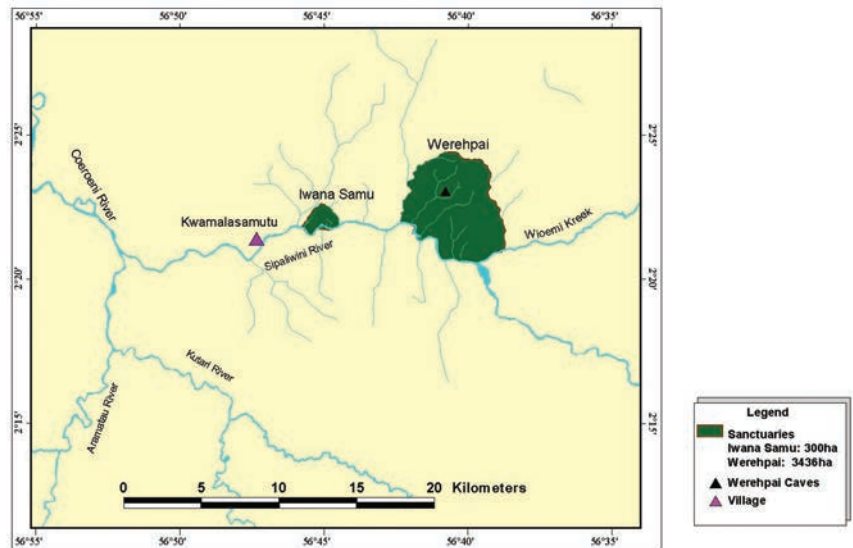 56°55'
56°50'
56°45'
56°40'
56°35'
2°25'
2°25'
Werehpai
Coeroeni River
Iwana Samu
Kwamalasamutu
Wioemi Kreek
Sipaliwini River
2°20'
2°20'
Kutari River
Aramatau River
2°15'
2°15'
0 5 10 15 20 Kilometers
56°55'
56°50'
56°45'
56°40'
56°35'
Legend
Sanctuaries
Iwana Samu: 300ha
Werehpai: 3436ha
Werehpai Caves
Village